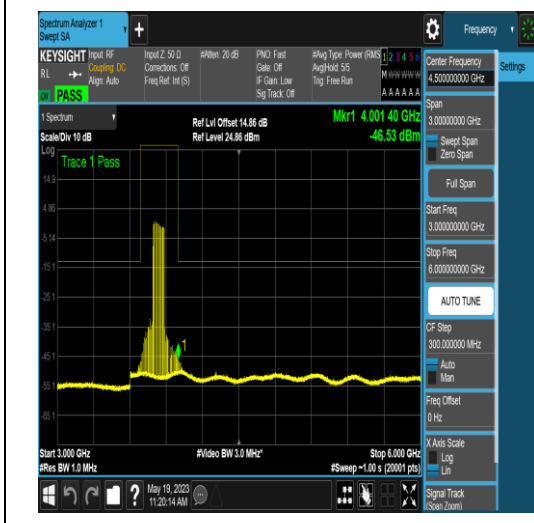 Spectrum Analyzer 1
Swept SA
Frequency
KEYSIGHT
RL
PASS
Input: RF
Coupling: DC
Align: Auto
Input Z: 50 Ω
Corrections: Off
Freq Ref: Int (S)
#Atten: 20 dB
PNO: Fast
Gate: Off
IF Gain: Low
Sig Track: Off
#Avg Type: Power (RMS
Avg|Hold: 5/5
Trig: Free Run
1 2 3 4 5 6
M W W W W W
A A A A A A
1 Spectrum
Scale/Div 10 dB
Ref Lvl Offset 14.86 dB
Ref Level 24.86 dBm
Mkr1 4.001 40 GHz
-46.53 dBm
Log
Trace 1 Pass
14.9
4.86
-5.14
-15.1
-25.1
-35.1
-45.1
-55.1
-65.1
1
Start 3.000 GHz
#Res BW 1.0 MHz
#Video BW 3.0 MHz*
Stop 6.000 GHz
#Sweep ~1.00 s (20001 pts)
May 19, 2023
11:20:14 AM
Center Frequency
4.500000000 GHz
Settings
Span
3.00000000 GHz
Swept Span
Zero Span
Full Span
Start Freq
3.000000000 GHz
Stop Freq
6.000000000 GHz
AUTO TUNE
CF Step
300.000000 MHz
Auto
Man
Freq Offset
0 Hz
X Axis Scale
Log
Lin
Signal Track
(Span Zoom)